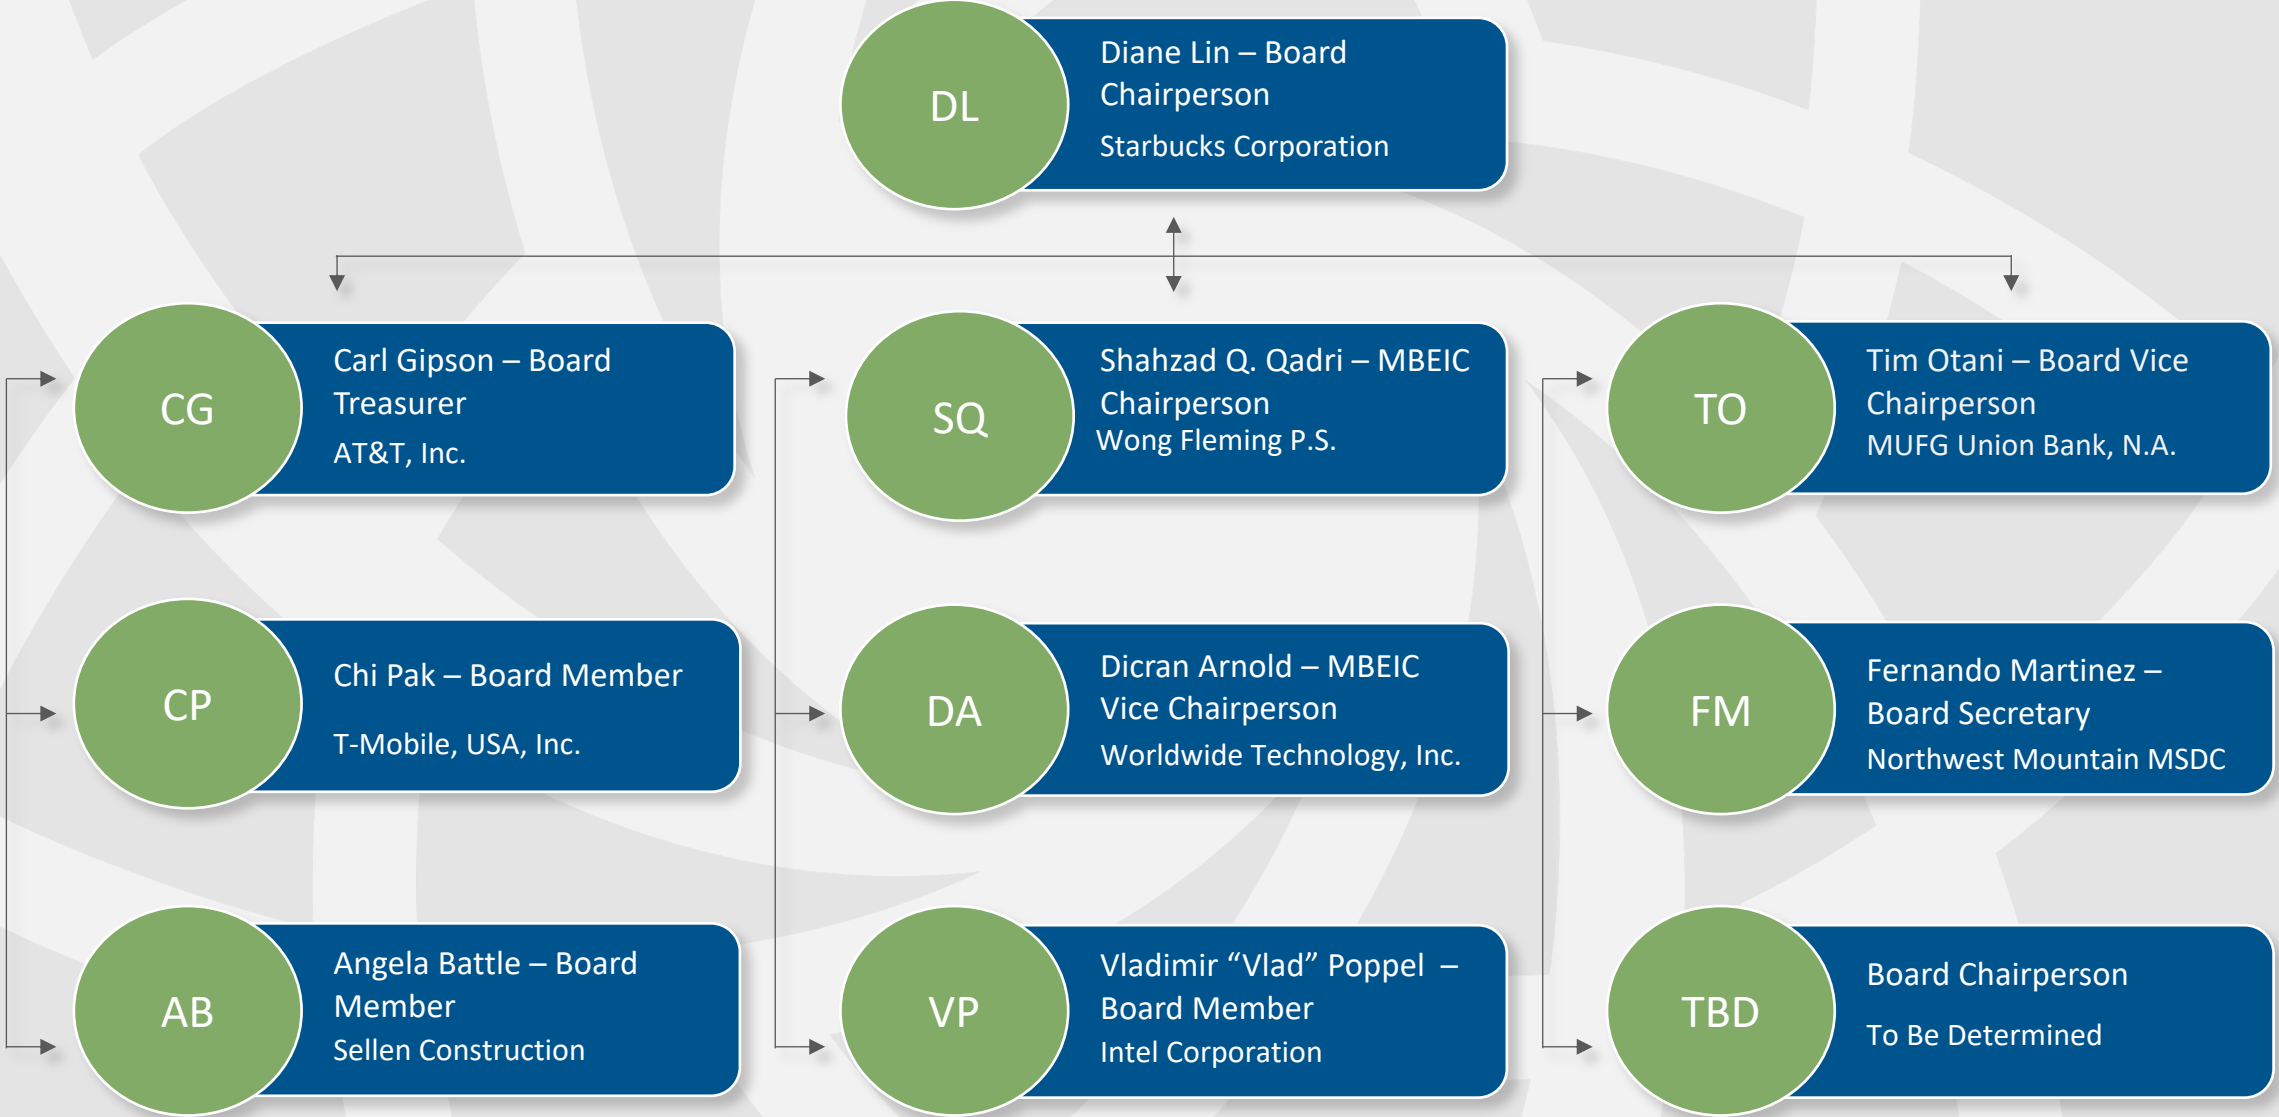 DL
Diane Lin – Board
Chairperson
Starbucks Corporation
CG
Carl Gipson – Board
Treasurer
AT&T, Inc.
SQ
Shahzad Q. Qadri – MBEIC
Chairperson
Wong Fleming P.S.
TO
Tim Otani – Board Vice
Chairperson
MUFG Union Bank, N.A.
CP
Chi Pak – Board Member
T-Mobile, USA, Inc.
DA
Dicran Arnold – MBEIC
Vice Chairperson
Worldwide Technology, Inc.
FM
Fernando Martinez –
Board Secretary
Northwest Mountain MSDC
AB
Angela Battle – Board
Member
Sellen Construction
VP
Vladimir “Vlad” Poppel –
Board Member
Intel Corporation
TBD
Board Chairperson
To Be Determined